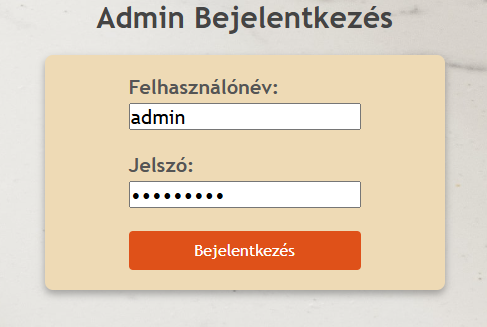 Admin Bejelentkezés
Felhasználónév:
admin
Jelszó:
•••••••••
Bejelentkezés